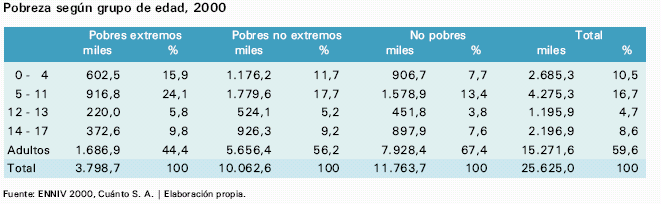 Pobreza según grupo de edad, 2000
Pobres extremos Pobres no extremos No pobres Total
miles % miles % miles % miles %
0 - 4 602,5 15,9 1.176,2 11,7 906,7 7,7 2.685,3 10,5
5 - 11 916,8 24,1 1.779,6 17,7 1.578,9 13,4 4.275,3 16,7
12 - 13 220,0 5,8 524,1 5,2 451,8 3,8 1.195,9 4,7
14 - 17 372,6 9,8 926,3 9,2 897,9 7,6 2.196,9 8,6
Adultos 1.686,9 44,4 5.656,4 56,2 7.928,4 67,4 15.271,6 59,6
Total 3.798,7 100 10.062,6 100 11.763,7 100 25.625,0 100
Fuente: ENNIV 2000, Cuánto S. A. | Elaboración propia.